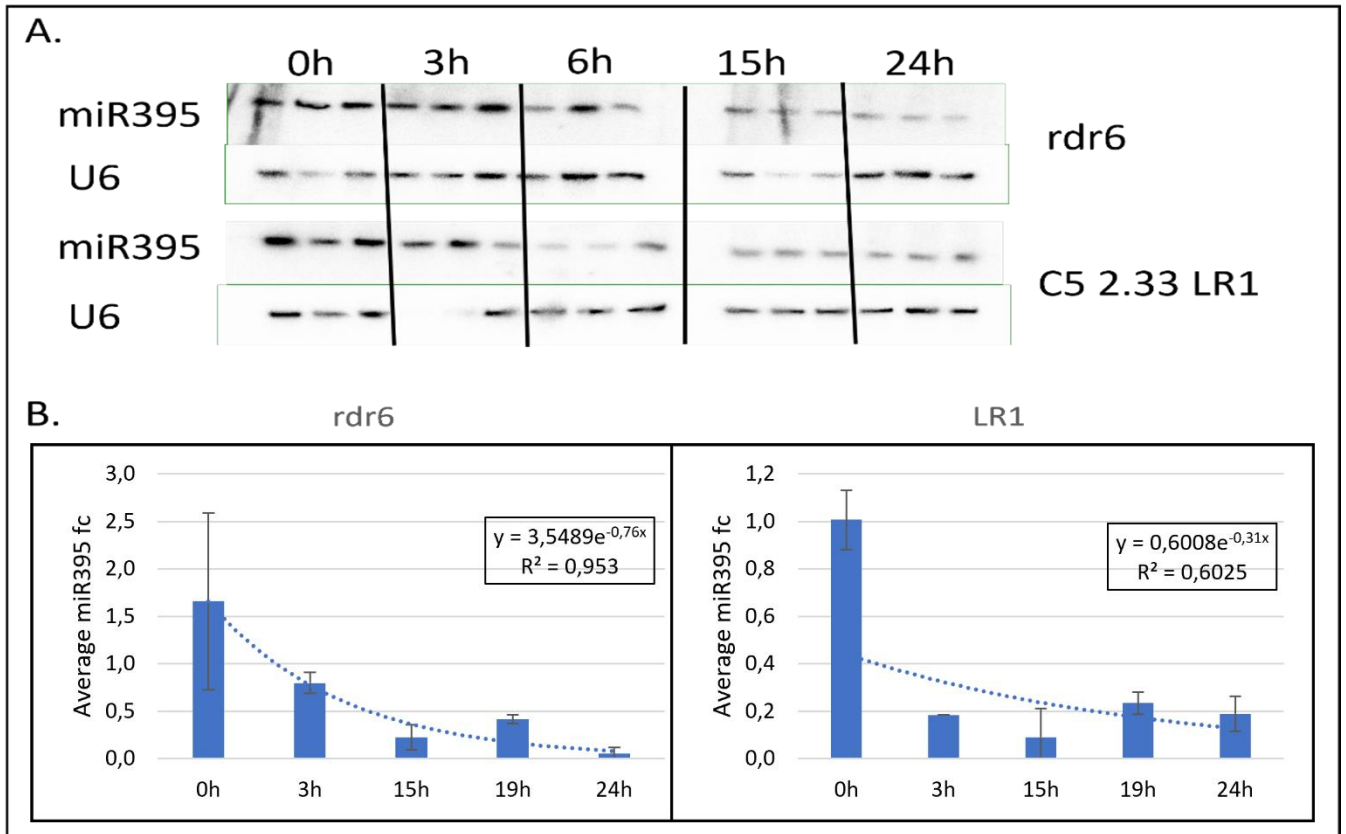 A.
0h 3h 6h 15h 24h
miR395
rdr6
U6
miR395
C5 2.33 LR1
U6
B.
rdr6
LR1
Average miR395 fc
3,0
2,5
2,0
1,5
1,0
0,5
0,0
y = 3,5489e^-0,76x
R² = 0,953
0h 3h 15h 19h 24h
Average miR395 fc
1,2
1,0
0,8
0,6
0,4
0,2
0,0
y = 0,6008e^-0,31x
R² = 0,6025
0h 3h 15h 19h 24h